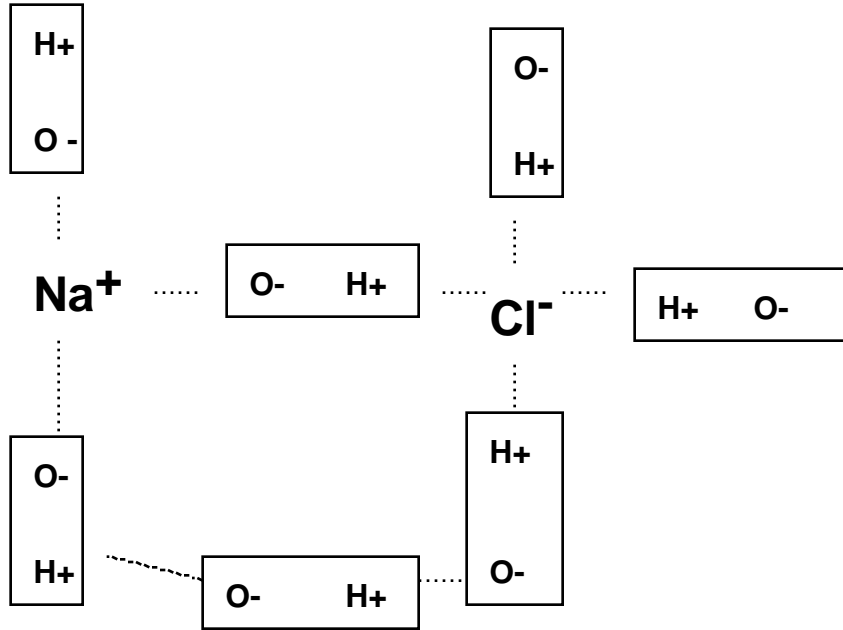 H+
O -
O-
H+
Na+
O- H+
Cl-
H+ O-
O-
H+
H+
O-
O- H+